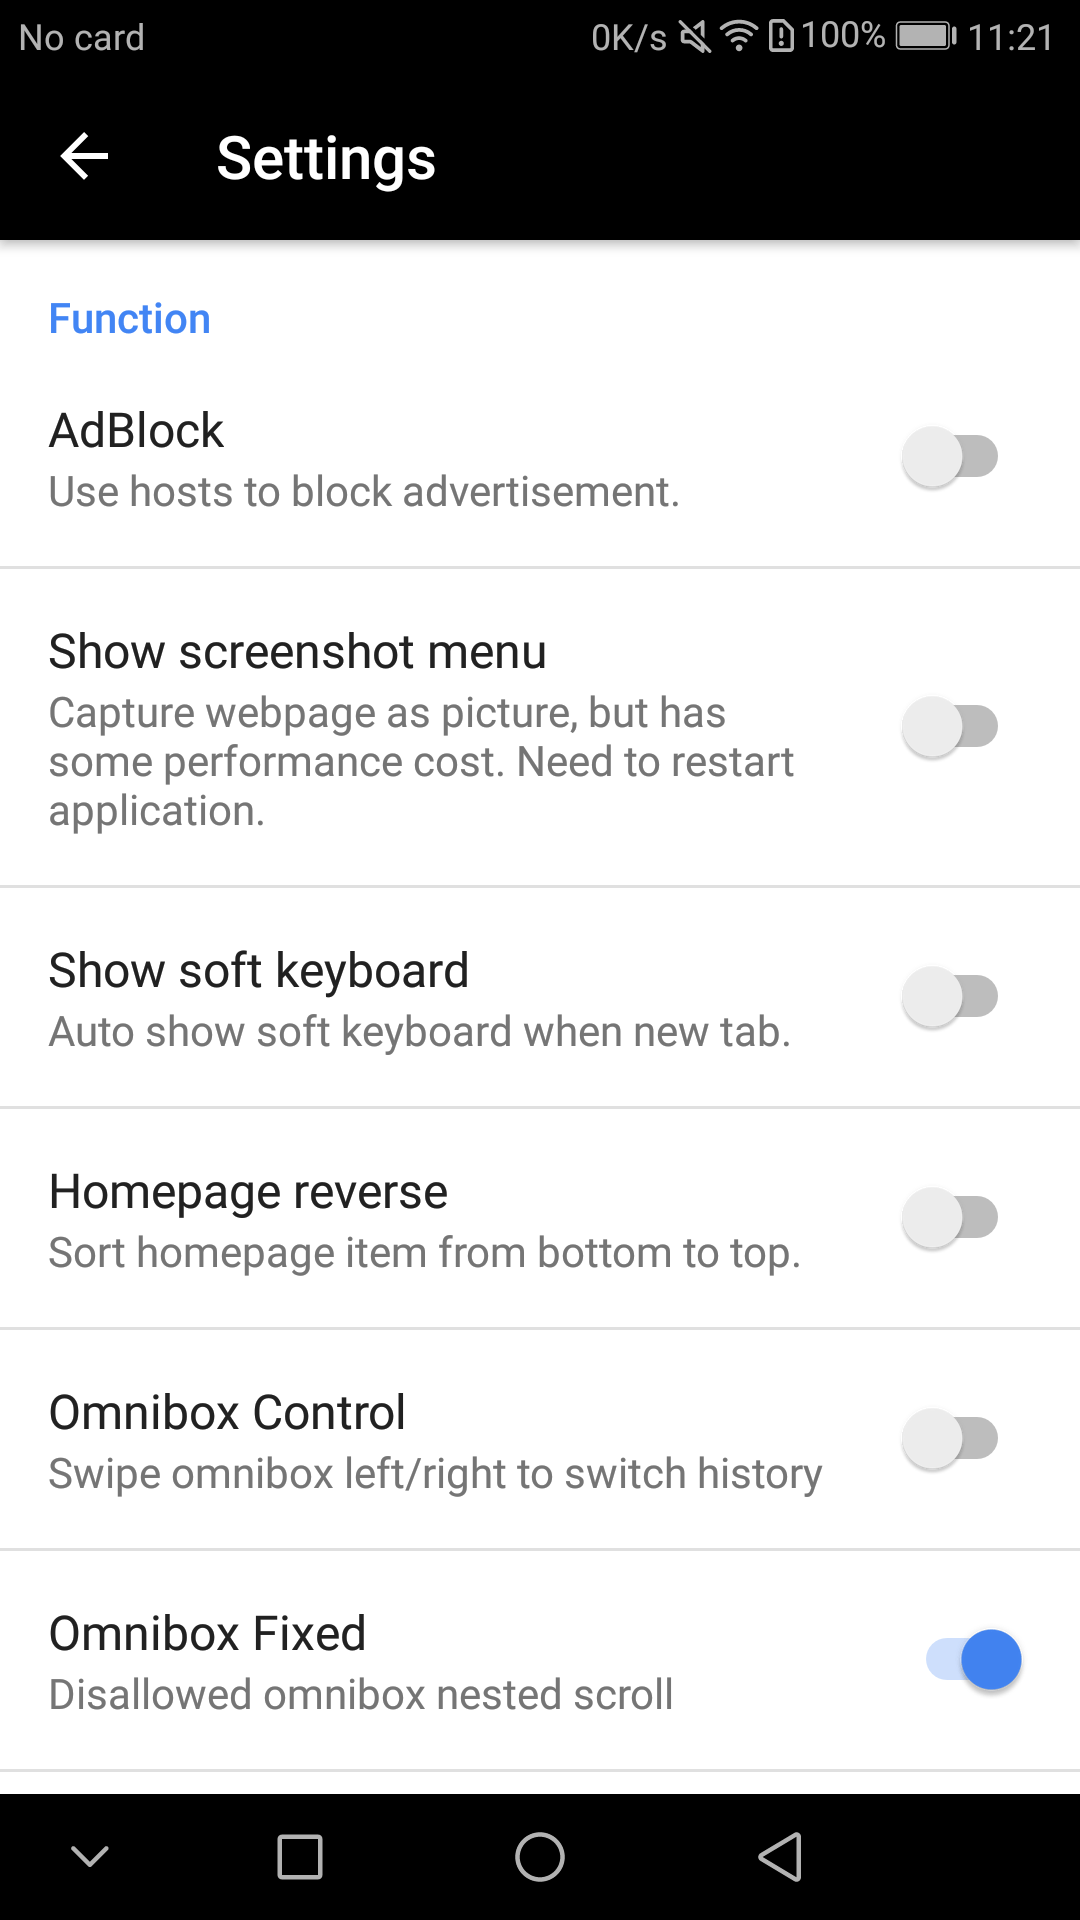 No card
0K/s 100% 11:21
Settings
Function
AdBlock
Use hosts to block advertisement.
Show screenshot menu
Capture webpage as picture, but has
some performance cost. Need to restart
application.
Show soft keyboard
Auto show soft keyboard when new tab.
Homepage reverse
Sort homepage item from bottom to top.
Omnibox Control
Swipe omnibox left/right to switch history
Omnibox Fixed
Disallowed omnibox nested scroll